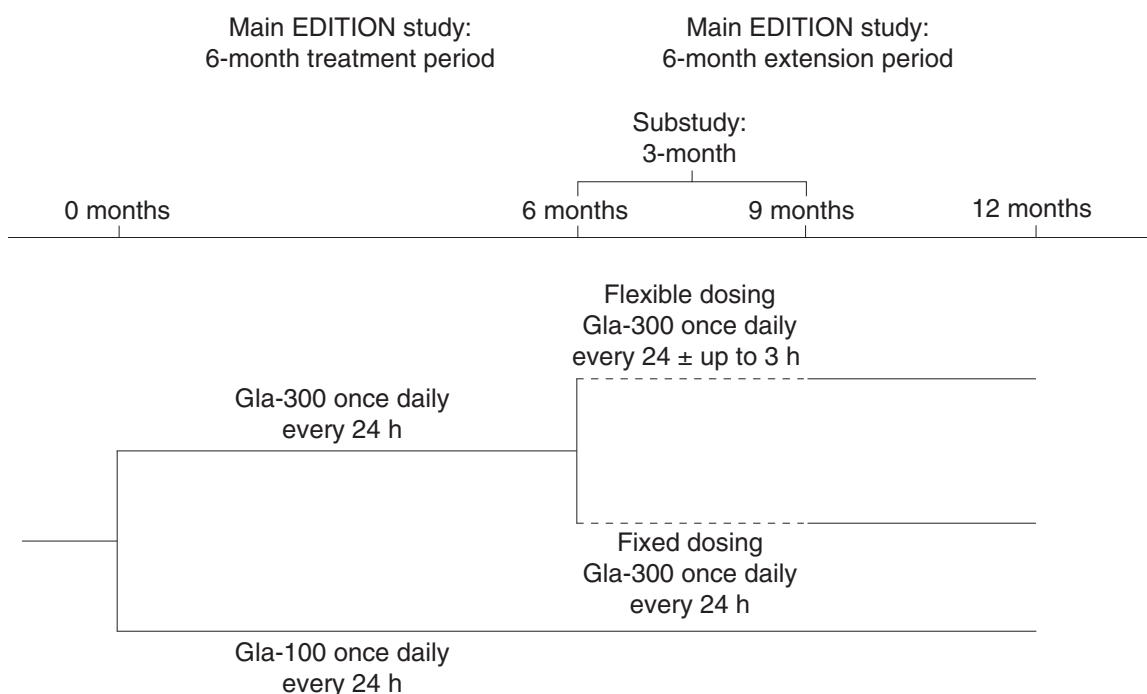 Main EDITION study:
6-month treatment period
Main EDITION study:
6-month extension period
Substudy:
3-month
0 months
6 months
9 months
12 months
Flexible dosing
Gla-300 once daily
every 24 ± up to 3 h
Gla-300 once daily
every 24 h
Fixed dosing
Gla-300 once daily
every 24 h
Gla-100 once daily
every 24 h